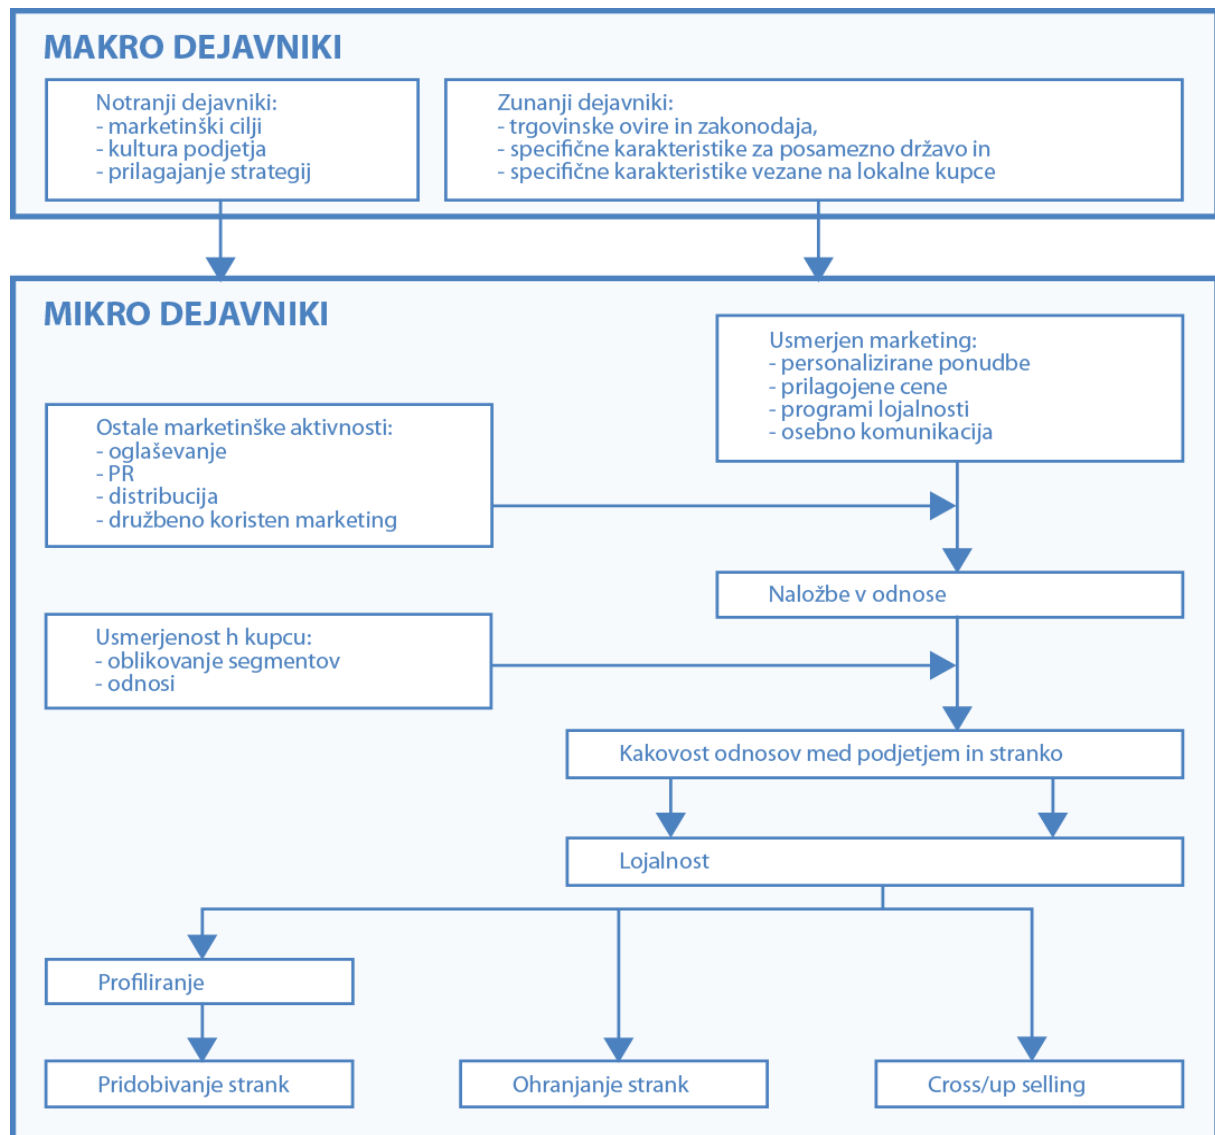 MAKRO DEJAVNIKI
Notranji dejavniki:
- marketinški cilji
- kultura podjetja
- prilagajanje strategij
Zunanji dejavniki:
- trgovinske ovire in zakonodaja,
- specifične karakteristike za posamezno državo in
- specifične karakteristike vezane na lokalne kupce
MIKRO DEJAVNIKI
Usmerjen marketing:
- personalizirane ponudbe
- prilagojene cene
- programi lojalnosti
- osebno komunikacija
Ostale marketinške aktivnosti:
- oglaševanje
- PR
- distribucija
- družbeno koristen marketing
Naložbe v odnose
Usmerjenost h kupcu:
- oblikovanje segmentov
- odnosi
Kakovost odnosov med podjetjem in stranko
Lojalnost
Profiliranje
Pridobivanje strank
Ohranjanje strank
Cross/up selling